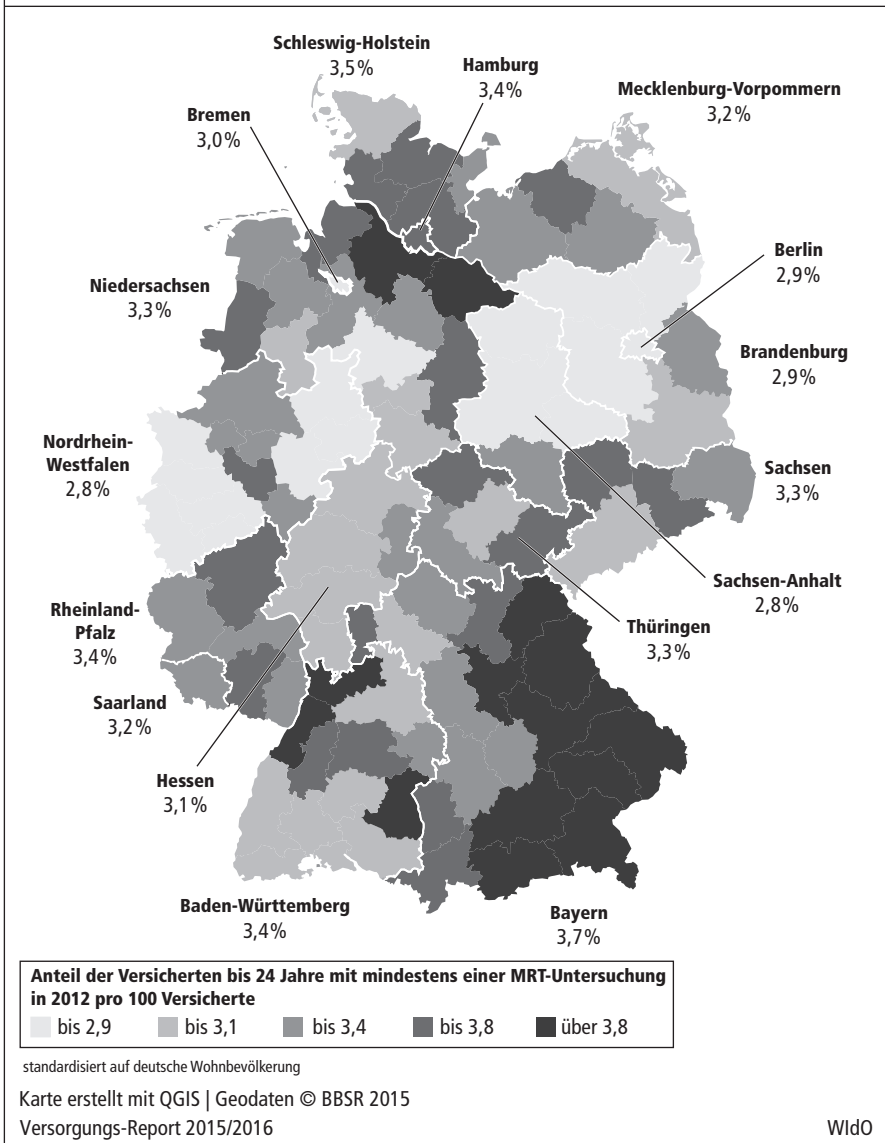 Schleswig-Holstein
3,5 %
Hamburg
3,4 %
Mecklenburg-Vorpommern
3,2 %
Bremen
3,0 %
Berlin
2,9 %
Niedersachsen
3,3 %
Brandenburg
2,9 %
Nordrhein-
Westfalen
2,8 %
Sachsen
3,3 %
Sachsen-Anhalt
2,8 %
Rheinland-
Pfalz
3,4 %
Thüringen
3,3 %
Saarland
3,2 %
Hessen
3,1 %
Baden-Württemberg
3,4 %
Bayern
3,7 %
Anteil der Versicherten bis 24 Jahre mit mindestens einer MRT-Untersuchung
in 2012 pro 100 Versicherte
bis 2,9 bis 3,1 bis 3,4 bis 3,8 über 3,8
standardisiert auf deutsche Wohnbevölkerung
Karte erstellt mit QGIS | Geodaten © BBSR 2015
Versorgungs-Report 2015/2016 WIdO